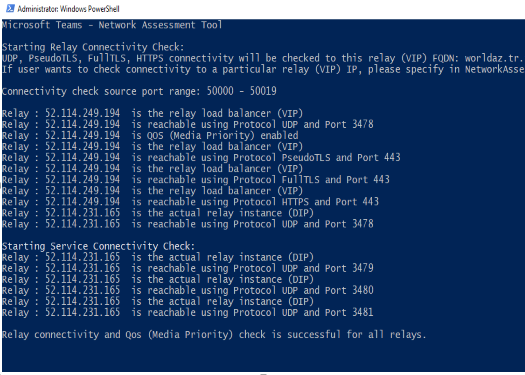 Administrator: Windows PowerShell
Microsoft Teams - Network Assessment Tool
Starting Relay Connectivity Check:
UDP, PseudoTLS, FullTLS, HTTPS connectivity will be checked to this relay (VIP) FQDN: worldaz.tr.
If user wants to check connectivity to a particular relay (VIP) IP, please specify in NetworkAsse
Connectivity check source port range: 50000 - 50019
Relay : 52.114.249.194 is the relay load balancer (VIP)
Relay : 52.114.249.194 is reachable using Protocol UDP and Port 3478
Relay : 52.114.249.194 is QOS (Media Priority) enabled
Relay : 52.114.249.194 is the relay load balancer (VIP)
Relay : 52.114.249.194 is reachable using Protocol PseudoTLS and Port 443
Relay : 52.114.249.194 is the relay load balancer (VIP)
Relay : 52.114.249.194 is reachable using Protocol FullTLS and Port 443
Relay : 52.114.249.194 is the relay load balancer (VIP)
Relay : 52.114.249.194 is reachable using Protocol HTTPS and Port 443
Relay : 52.114.231.165 is the actual relay instance (DIP)
Relay : 52.114.231.165 is reachable using Protocol UDP and Port 3478
Starting Service Connectivity Check:
Relay : 52.114.231.165 is the actual relay instance (DIP)
Relay : 52.114.231.165 is reachable using Protocol UDP and Port 3479
Relay : 52.114.231.165 is the actual relay instance (DIP)
Relay : 52.114.231.165 is reachable using Protocol UDP and Port 3480
Relay : 52.114.231.165 is the actual relay instance (DIP)
Relay : 52.114.231.165 is reachable using Protocol UDP and Port 3481
Relay connectivity and Qos (Media Priority) check is successful for all relays.